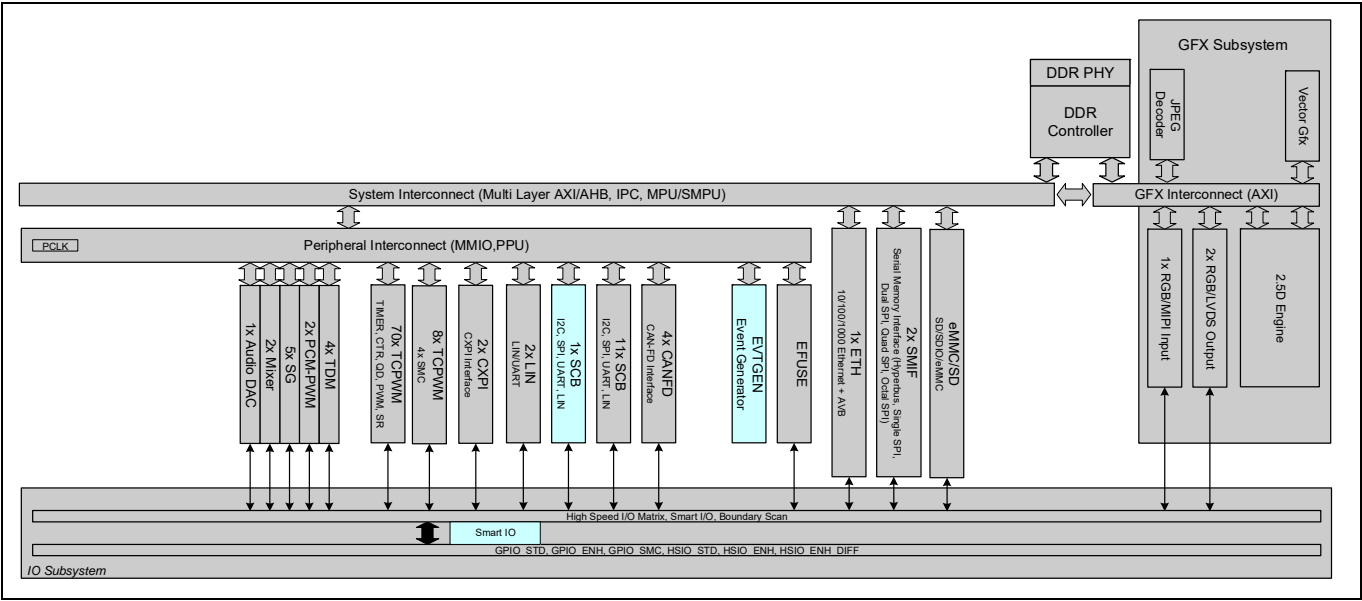 GFX Subsystem
DDR PHY
DDR
Controller
JPEG
Decoder
Vector Gfx
System Interconnect (Multi Layer AXI/AHB, IPC, MPU/SMPU)
GFX Interconnect (AXI)
PCLK
Peripheral Interconnect (MMIO,PPU)
1x Audio DAC
2x Mixer
5x SG
2x PCM-PWM
4x TDM
70x TCPWM
TIMER, CTR, QD, PWM, SR
8x TCPWM
4x SMC
2x CXPI
CXPI Interface
2x LIN
LIN/UART
1x SCB
I2C, SPI, UART, LIN
11x SCB
I2C, SPI, UART, LIN
4x CANFD
CAN-FD Interface
EVTGEN
Event Generator
EFUSE
1x ETH
10/100/1000 Ethernet + AVB
2x SMIF
Serial Memory Interface (Hyperbus, Single SPI,
Dual SPI, Quad SPI, Octal SPI)
eMMC/SD
SD/SDIO/eMMC
1x RGB/MIPI Input
2x RGB/LVDS Output
2.5D Engine
High Speed I/O Matrix, Smart I/O, Boundary Scan
Smart IO
GPIO_STD, GPIO_ENH, GPIO_SMC, HSIO_STD, HSIO_ENH, HSIO_ENH_DIFF
IO Subsystem